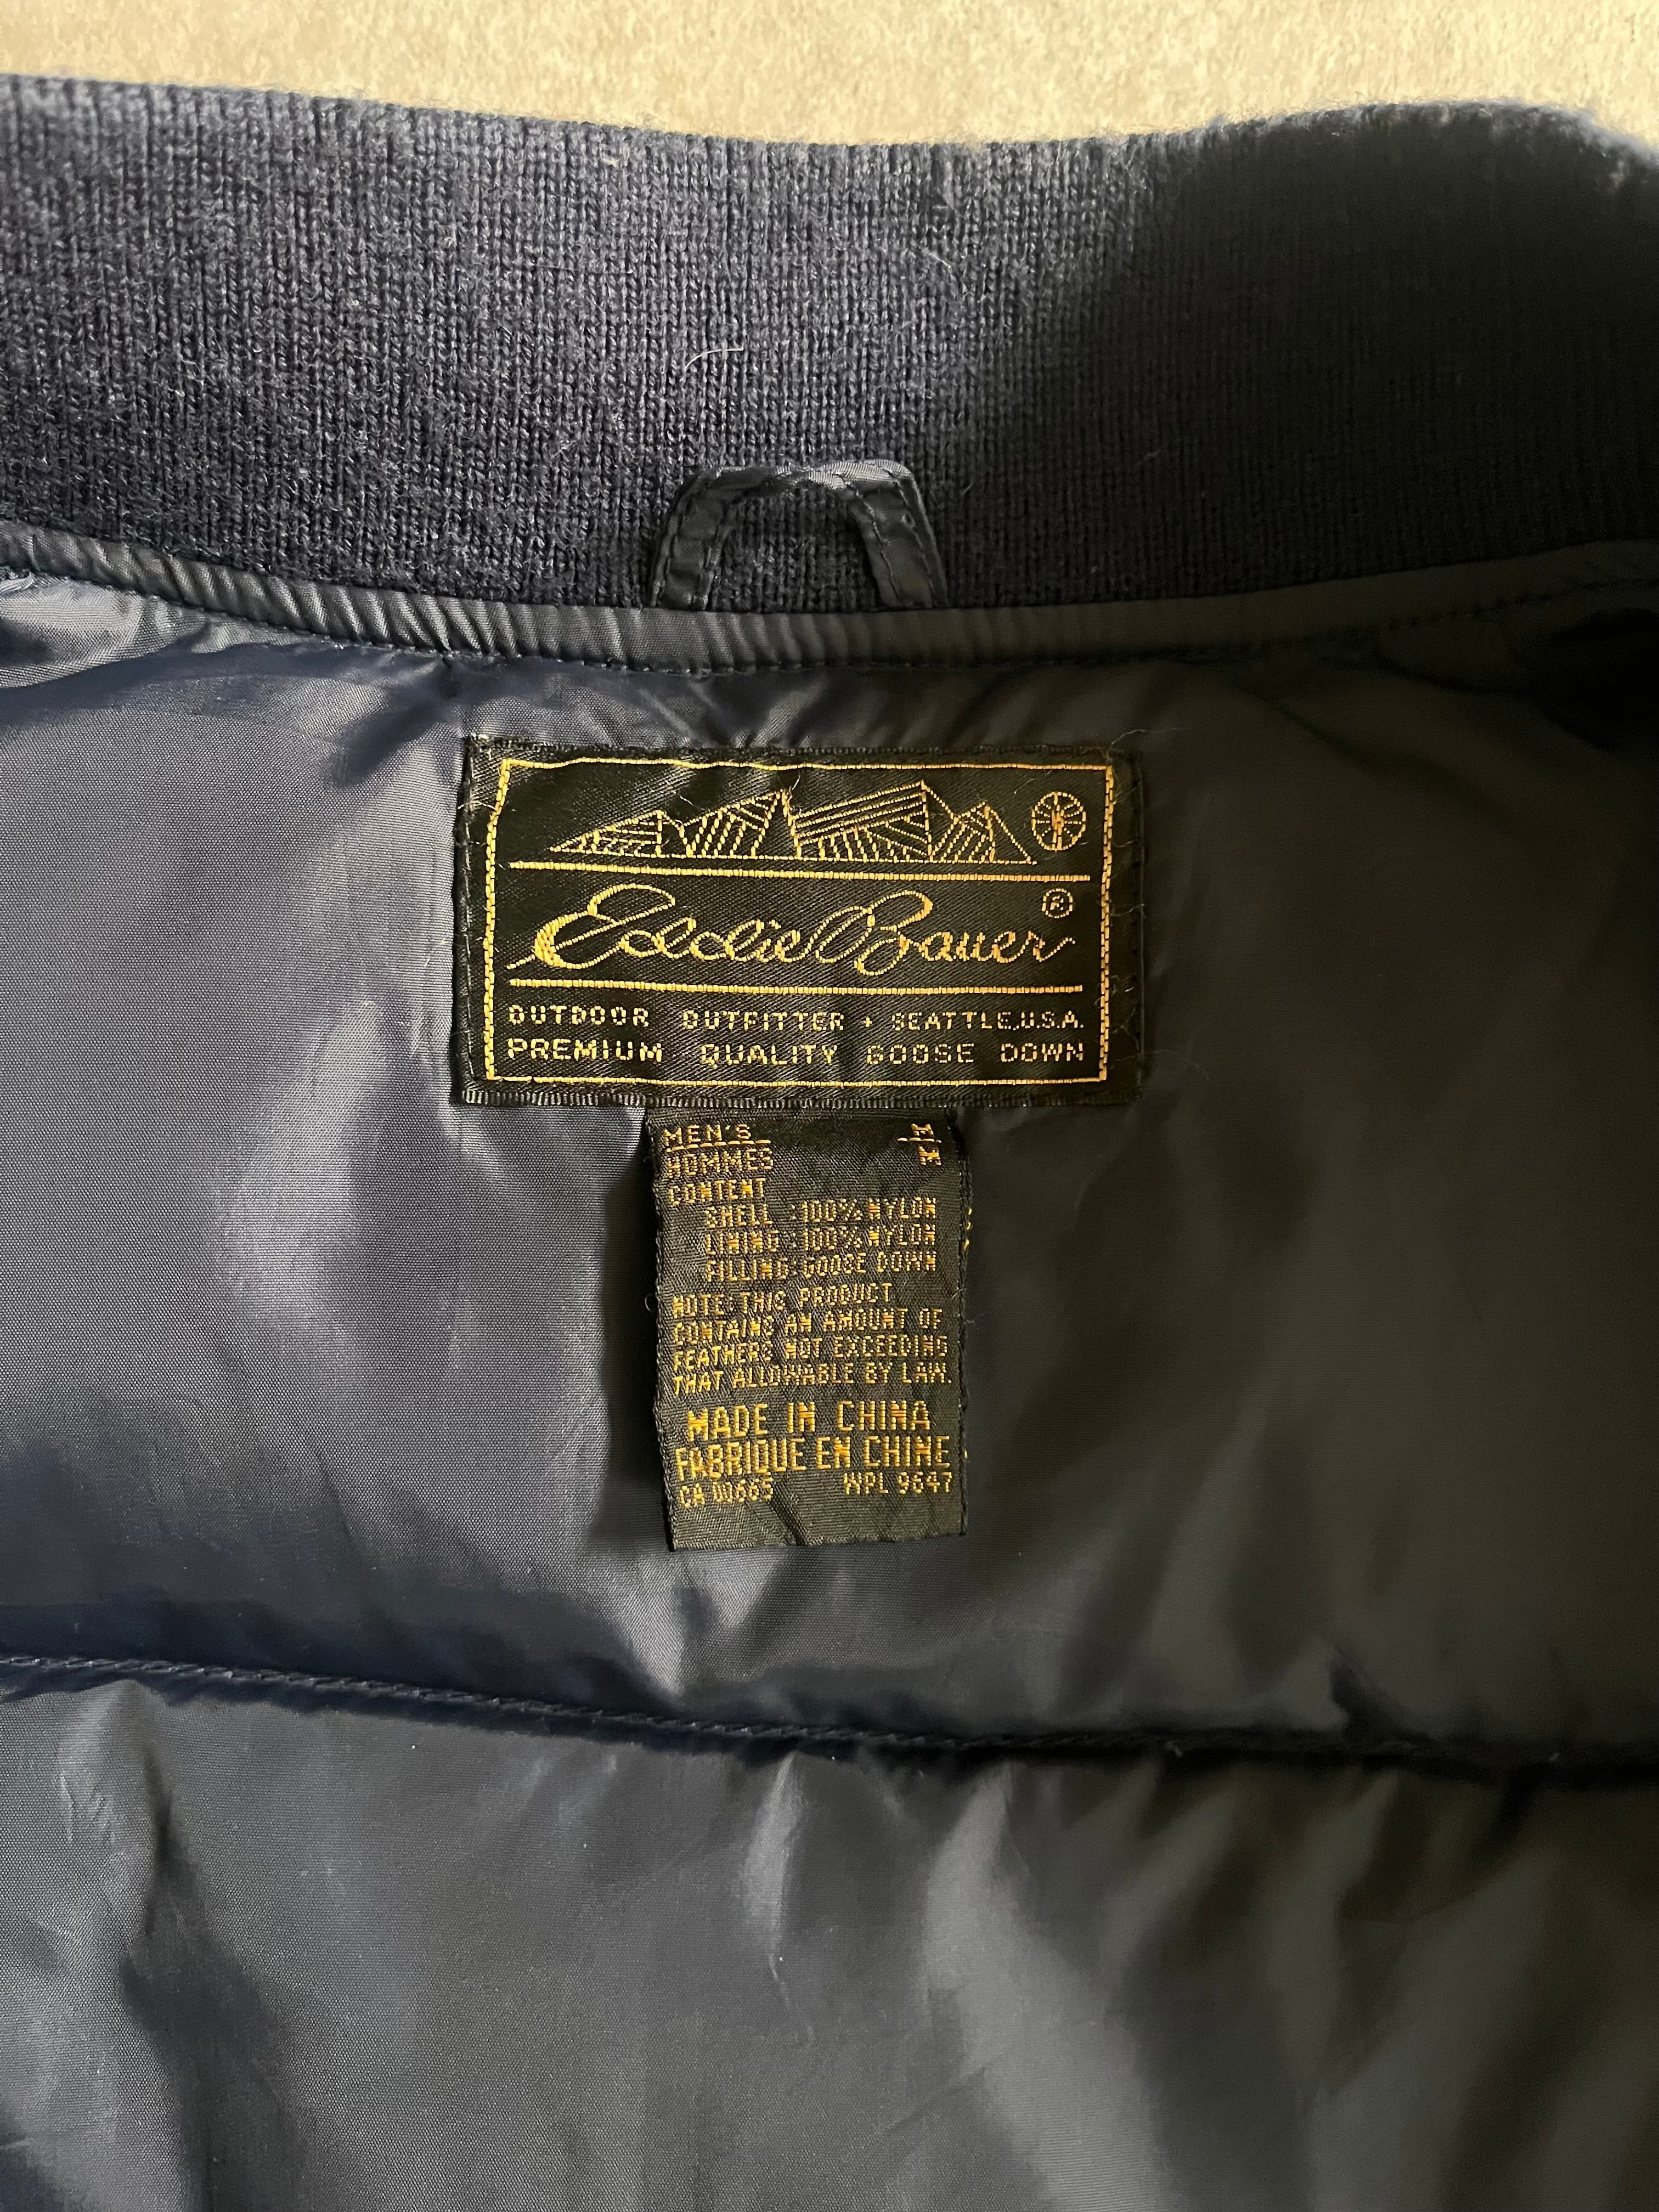 Eddie Bauer ®
OUTDOOR OUTFITTER + SEATTLE, U.S.A.
PREMIUM QUALITY GOOSE DOWN
MEN'S M
HOMMES M
CONTENT
SHELL :100% NYLON
LINING :100% NYLON
FILLING: GOOSE DOWN
NOTE: THIS PRODUCT
CONTAINS AN AMOUNT OF
FEATHERS NOT EXCEEDING
THAT ALLOWABLE BY LAW.
MADE IN CHINA
FABRIQUE EN CHINE
CA 00665 WPL 9647